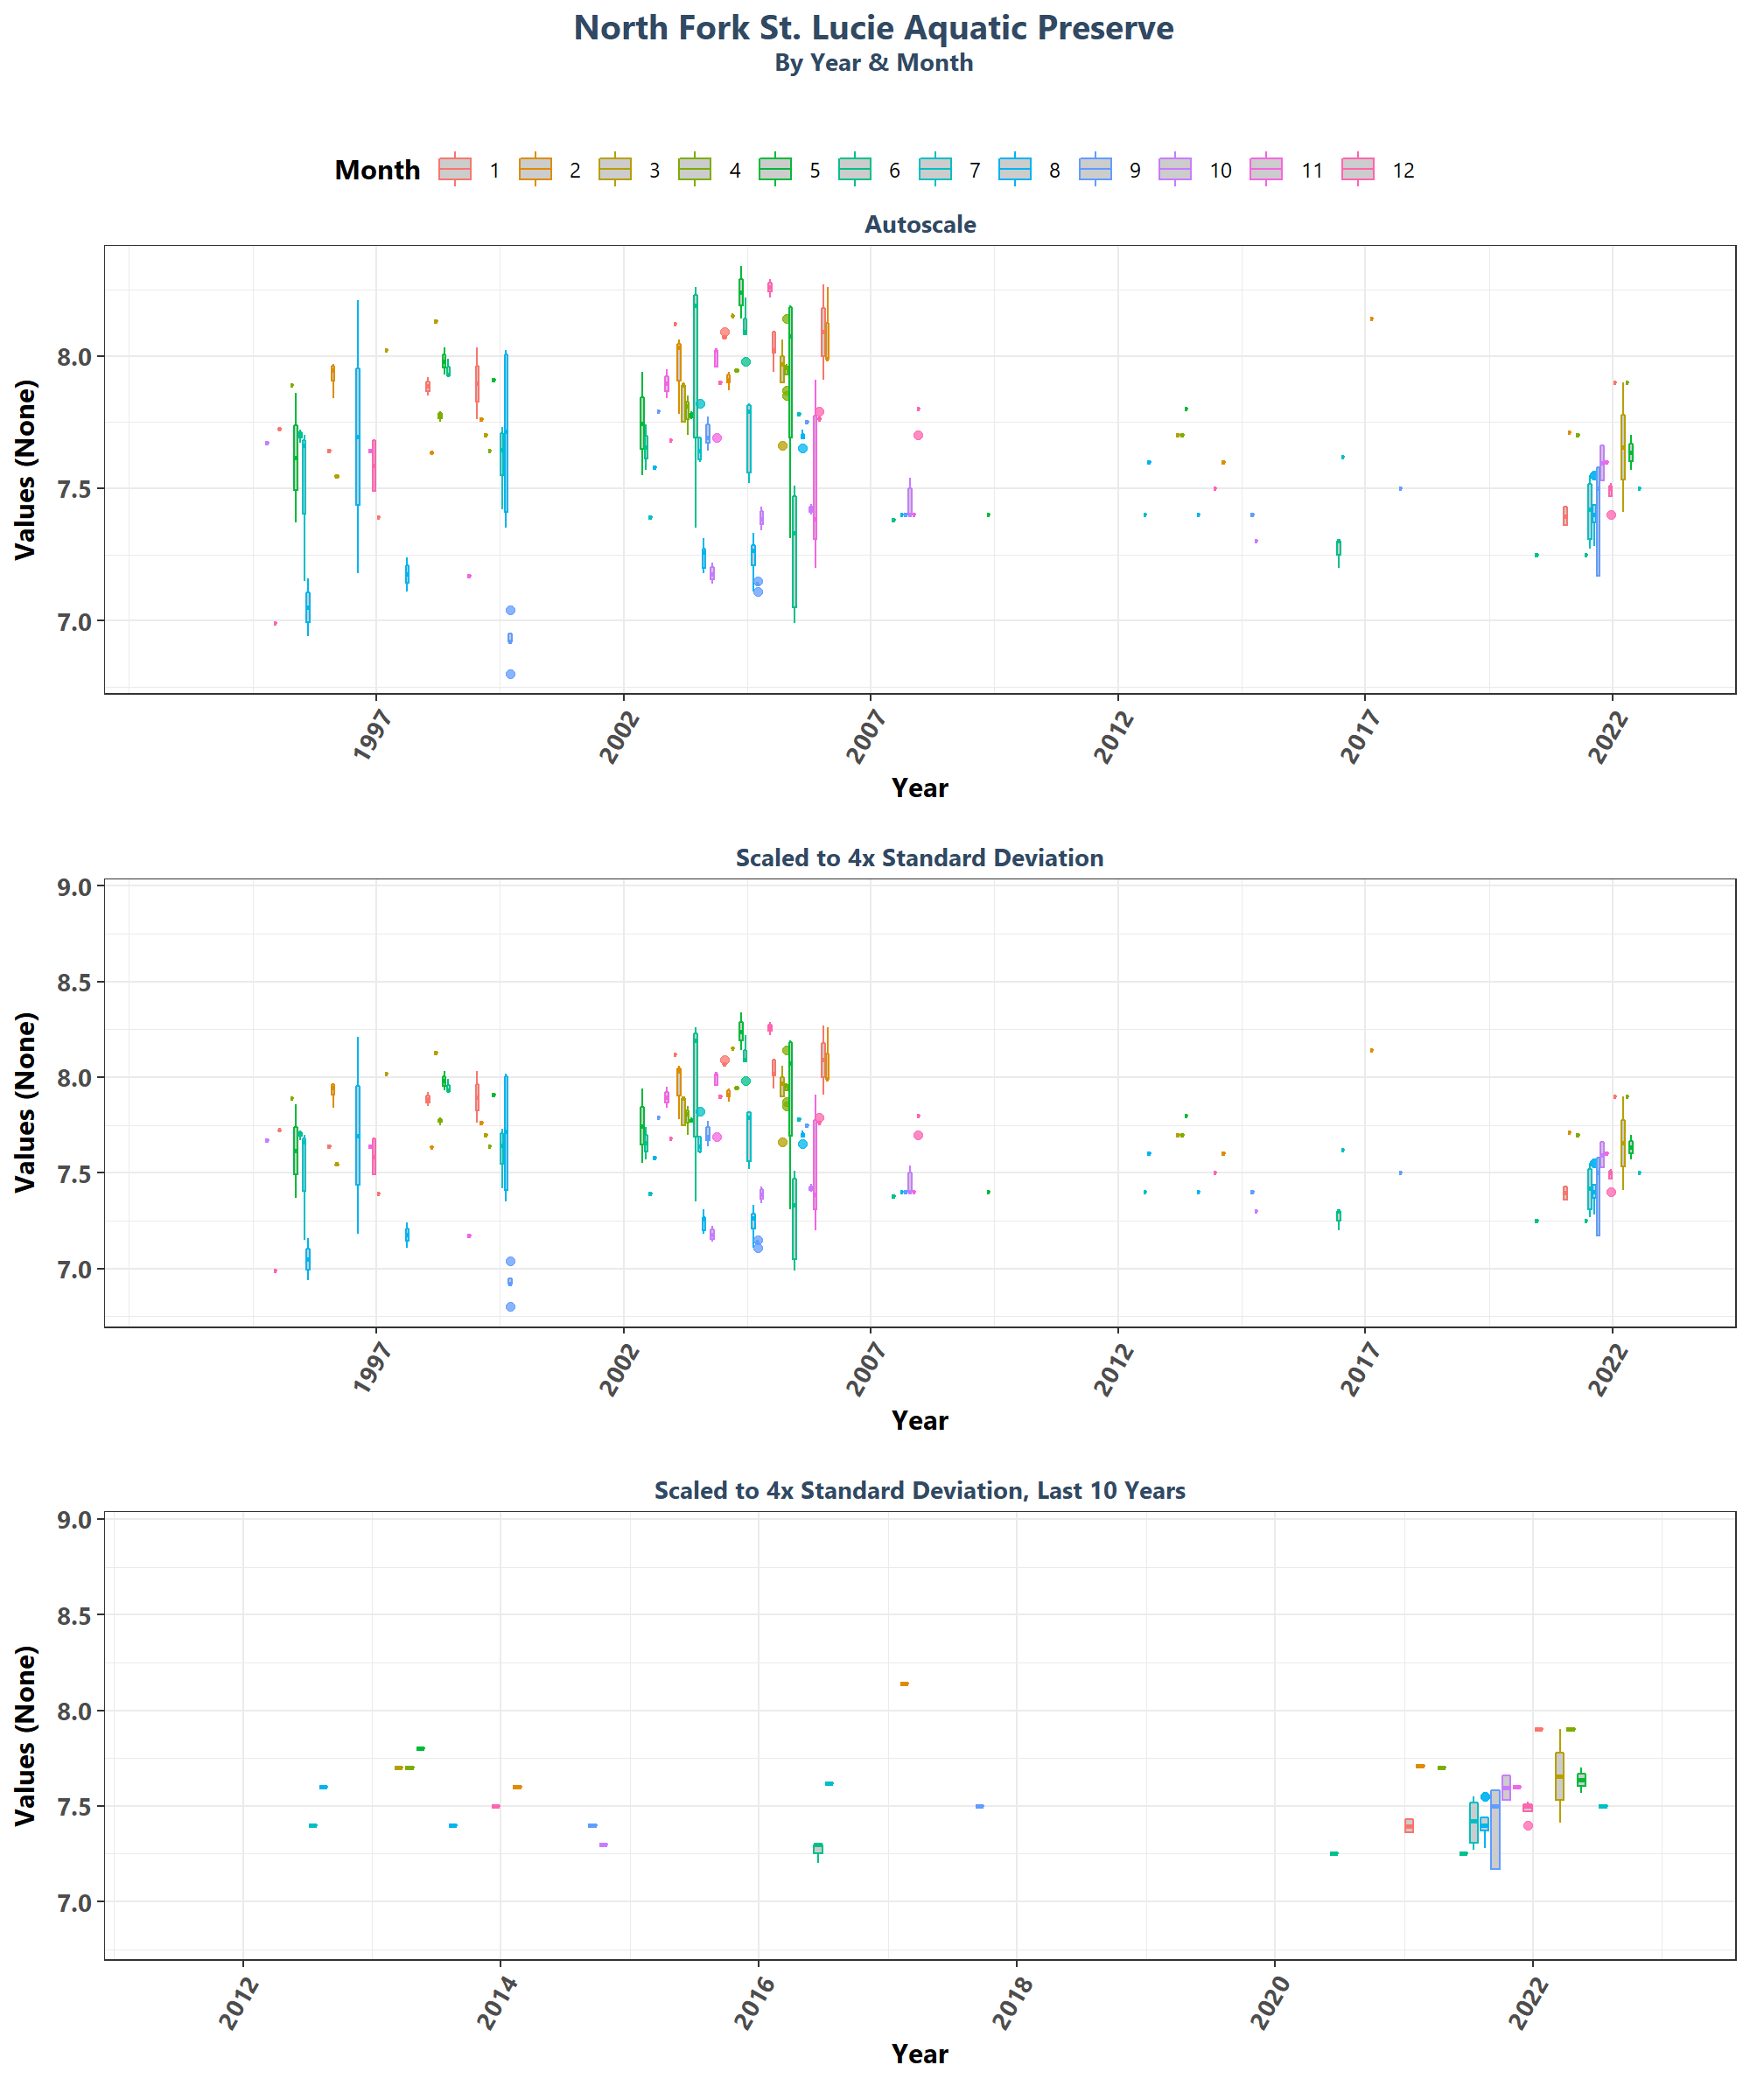 North Fork St. Lucie Aquatic Preserve
By Year & Month
Month 1 2 3 4 5 6 7 8 9 10 11 12
Autoscale
Values (None)
8.0
7.5
7.0
1997 2002 2007 2012 2017 2022
Year
Scaled to 4x Standard Deviation
Values (None)
9.0
8.5
8.0
7.5
7.0
1997 2002 2007 2012 2017 2022
Year
Scaled to 4x Standard Deviation, Last 10 Years
Values (None)
9.0
8.5
8.0
7.5
7.0
2012 2014 2016 2018 2020 2022
Year